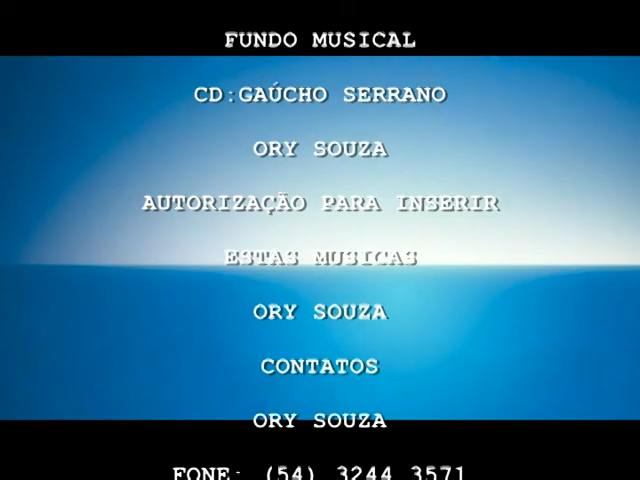 FUNDO MUSICAL
CD:GAÚCHO SERRANO
ORY SOUZA
AUTORIZAÇÃO PARA INSERIR
ESTAS MUSICAS
ORY SOUZA
CONTATOS
ORY SOUZA
FONE: (54) 3244 3571